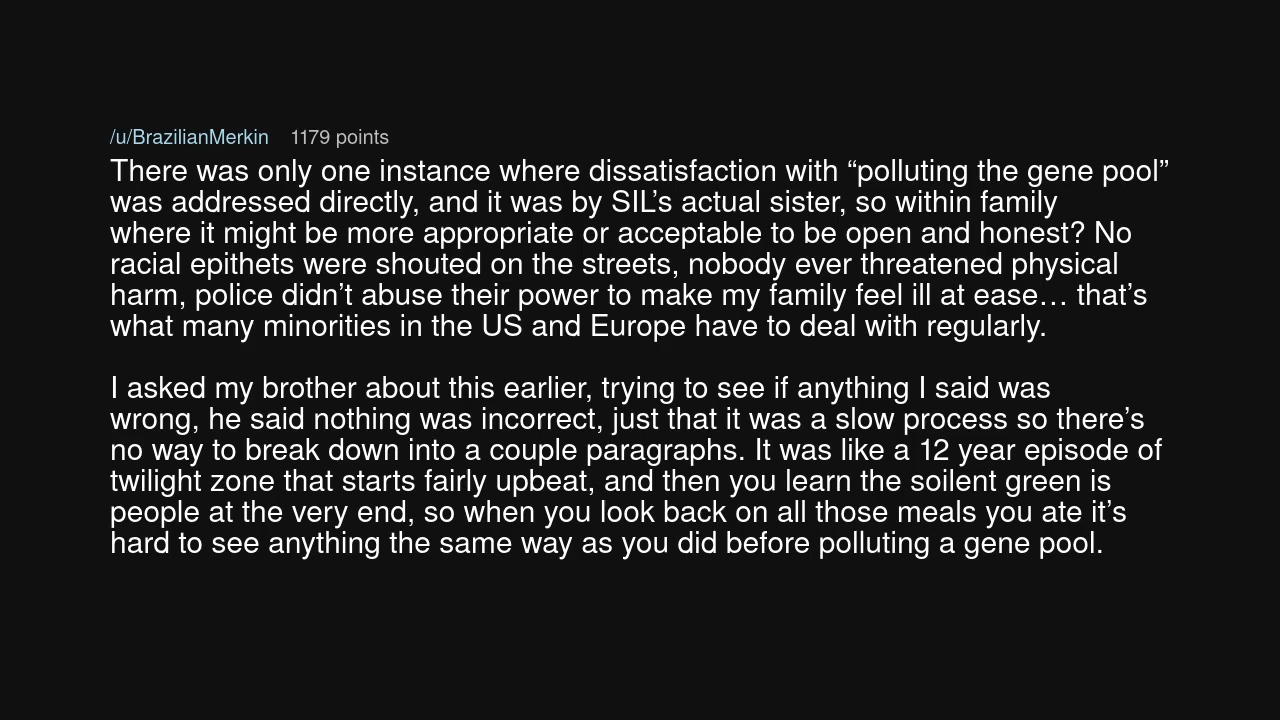 /u/BrazilianMerkin 1179 points
There was only one instance where dissatisfaction with “polluting the gene pool”
was addressed directly, and it was by SIL’s actual sister, so within family
where it might be more appropriate or acceptable to be open and honest? No
racial epithets were shouted on the streets, nobody ever threatened physical
harm, police didn’t abuse their power to make my family feel ill at ease… that’s
what many minorities in the US and Europe have to deal with regularly.
I asked my brother about this earlier, trying to see if anything I said was
wrong, he said nothing was incorrect, just that it was a slow process so there’s
no way to break down into a couple paragraphs. It was like a 12 year episode of
twilight zone that starts fairly upbeat, and then you learn the soilent green is
people at the very end, so when you look back on all those meals you ate it’s
hard to see anything the same way as you did before polluting a gene pool.